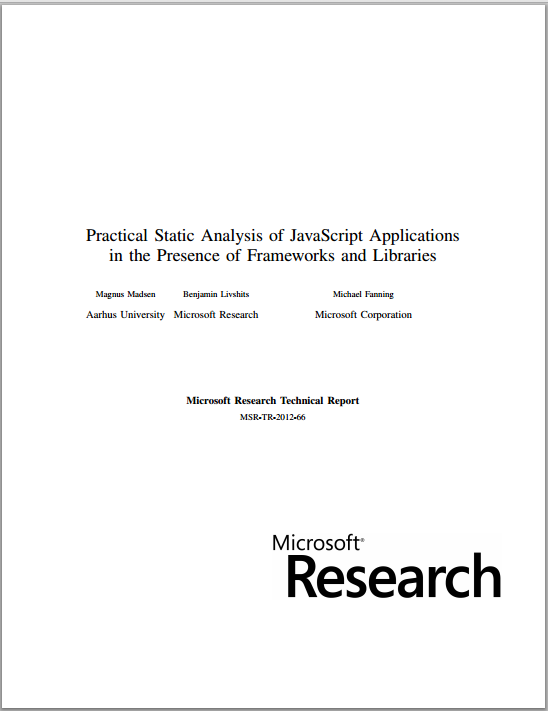 Practical Static Analysis of JavaScript Applications
in the Presence of Frameworks and Libraries
Magnus Madsen Benjamin Livshits Michael Fanning
Aarhus University Microsoft Research Microsoft Corporation
Microsoft Research Technical Report
MSR•TR•2012•66
Microsoft®
Research